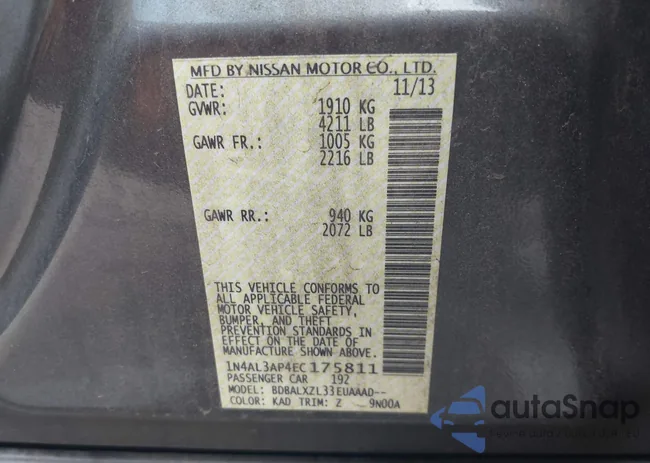 MFD BY NISSAN MOTOR CO., LTD.
DATE: 11/13
GVWR: 1910 KG
4211 LB
GAWR FR.: 1005 KG
2216 LB
GAWR RR.: 940 KG
2072 LB
THIS VEHICLE CONFORMS TO
ALL APPLICABLE FEDERAL
MOTOR VEHICLE SAFETY,
BUMPER, AND THEFT
PREVENTION STANDARDS IN
EFFECT ON THE DATE OF
MANUFACTURE SHOWN ABOVE.
1N4AL3AP4EC175811
PASSENGER CAR 192
MODEL: BDBALXZL33EUAAAD--
COLOR: KAD TRIM: Z 9N00A
autoSnap